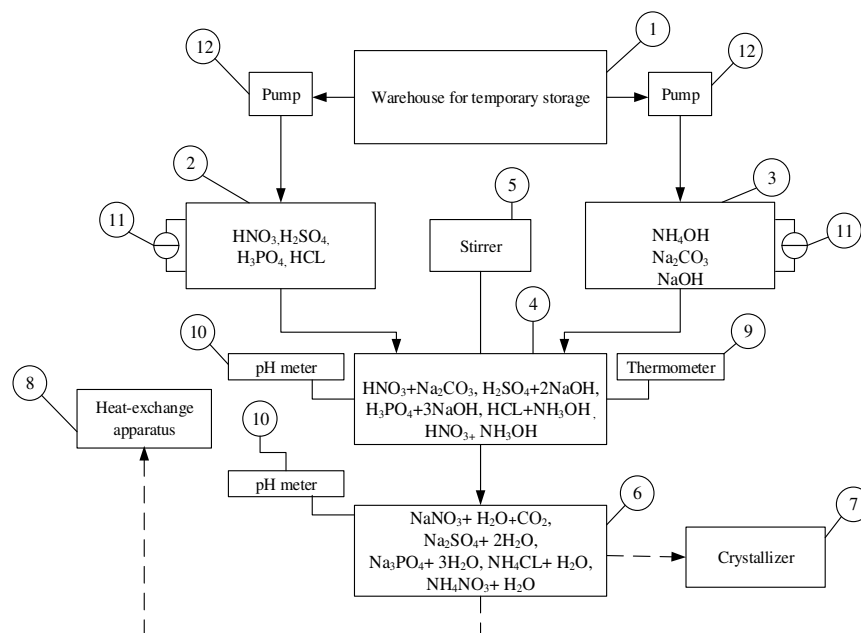 1
12
12
Pump
Warehouse for temporary storage
Pump
2
5
3
11
HNO₃,H₂SO₄,
H₃PO₄, HCL
Stirrer
NH₄OH
Na₂CO₃
NaOH
11
10
4
9
pH meter
Thermometer
8
HNO₃+Na₂CO₃, H₂SO₄+2NaOH,
H₃PO₄+3NaOH, HCL+NH₃OH ,
HNO₃+ NH₃OH
Heat-exchange
apparatus
10
pH meter
6
7
NaNO₃+ H₂O+CO₂,
Na₂SO₄+ 2H₂O,
Na₃PO₄+ 3H₂O, NH₄CL+ H₂O,
NH₄NO₃+ H₂O
Crystallizer